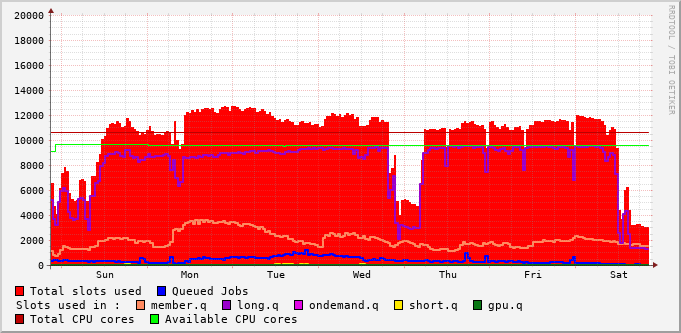 RRDTOOL / TOBI OETIKER
20000
18000
16000
14000
12000
10000
8000
6000
4000
2000
0
Sun Mon Tue Wed Thu Fri Sat
Total slots used Queued Jobs
Slots used in : member.q long.q ondemand.q short.q gpu.q
Total CPU cores Available CPU cores